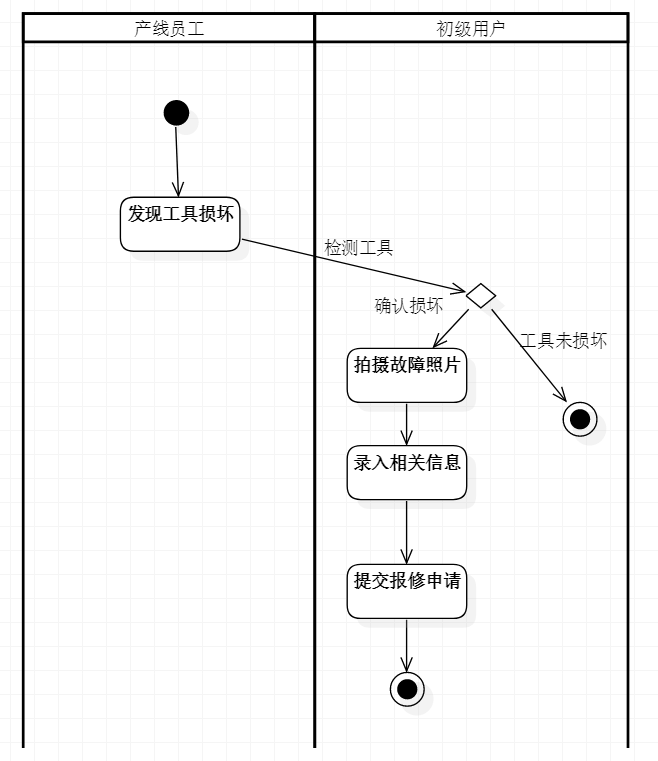 产线员工
初级用户
发现工具损坏
检测工具
确认损坏
工具未损坏
拍摄故障照片
录入相关信息
提交报修申请